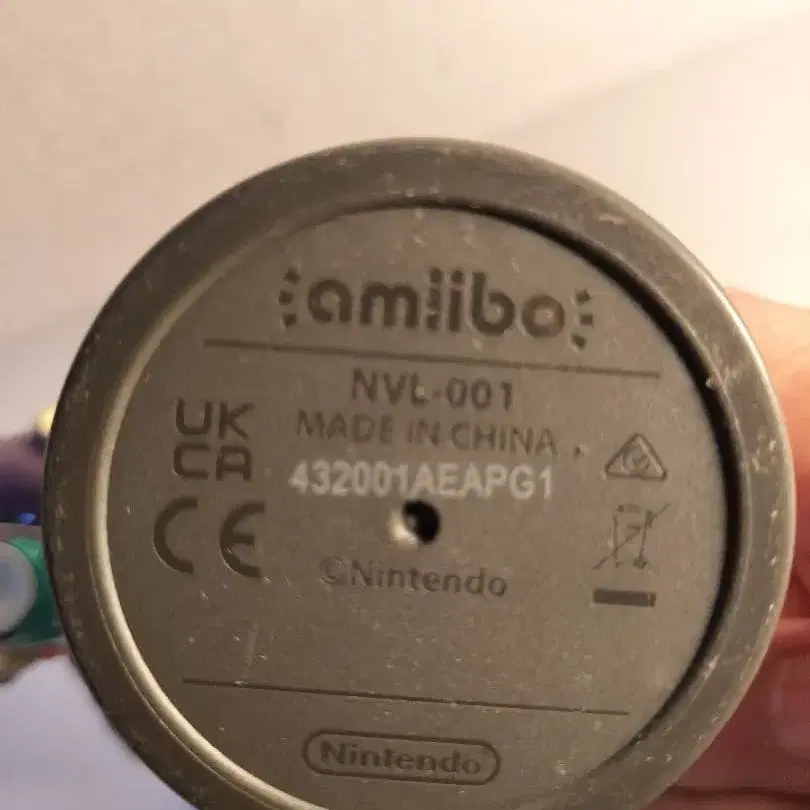 amiibo
NVL-001
MADE IN CHINA
UK
CA
432001AEAPG1
CE
©Nintendo
Nintendo